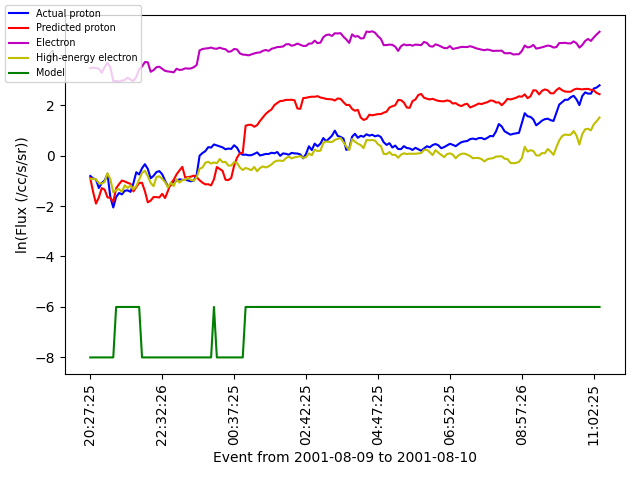 Actual proton
Predicted proton
Electron
High-energy electron
Model
ln(Flux (/cc/s/sr))
2
0
−2
−4
−6
−8
20:27:25
22:32:26
00:37:25
02:42:25
04:47:25
06:52:25
08:57:26
11:02:25
Event from 2001-08-09 to 2001-08-10